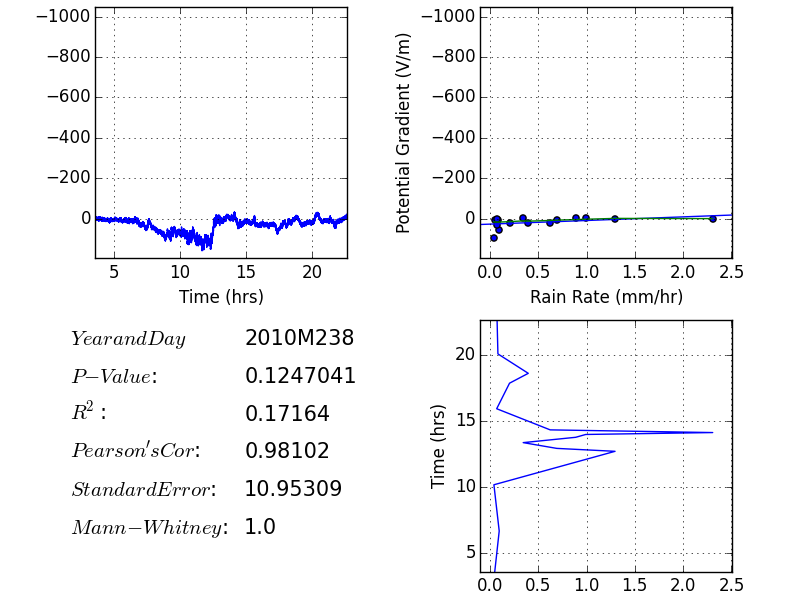 −1000
−800
−600
−400
−200
0
5 10 15 20
Time (hrs)
Potential Gradient (V/m)
−1000
−800
−600
−400
−200
0
0.0 0.5 1.0 1.5 2.0 2.5
Rain Rate (mm/hr)
YearandDay 2010M238
P−Value: 0.1247041
R²: 0.17164
Pearson'sCor: 0.98102
StandardError: 10.95309
Mann−Whitney: 1.0
Time (hrs)
20
15
10
5
0.0 0.5 1.0 1.5 2.0 2.5